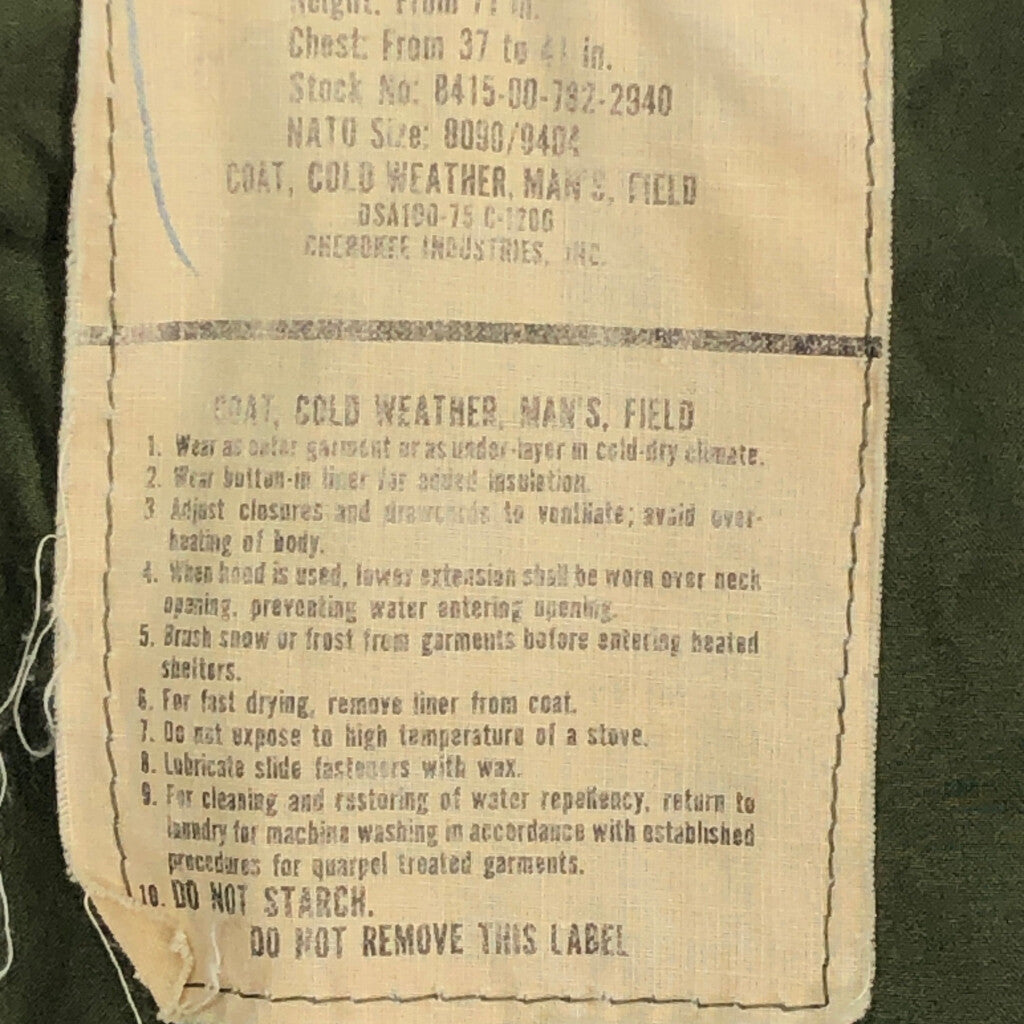 Height: From 71 in.
Chest: From 37 to 41 in.
Stock No: 8415-00-782-2940
NATO Size: 8090/9404
COAT, COLD WEATHER, MAN'S, FIELD
DSA100-75 C-1200
CHEROKEE INDUSTRIES, INC.
COAT, COLD WEATHER, MAN'S, FIELD
1. Wear as outer garment or as under-layer in cold-dry climate.
2. Wear button-in liner for added insulation.
3 Adjust closures and drawcords to ventilate; avoid over-
heating of body.
4. When hood is used, lower extension shall be worn over neck
opening, preventing water entering opening.
5. Brush snow or frost from garments before entering heated
shelters.
6. For fast drying, remove liner from coat.
7. Do not expose to high temperature of a stove.
8. Lubricate slide fasteners with wax.
9. For cleaning and restoring of water repellency, return to
laundry for machine washing in accordance with established
procedures for quarpel treated garments.
10. DO NOT STARCH.
DO NOT REMOVE THIS LABEL